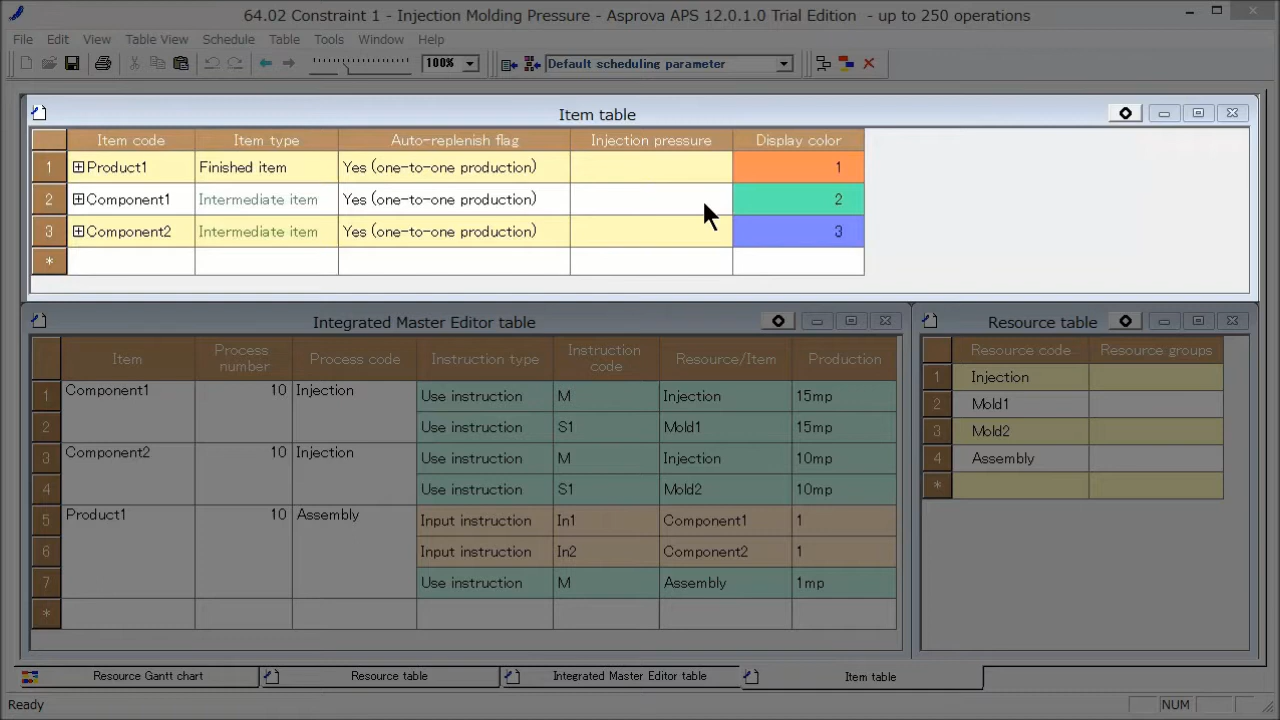 64.02 Constraint 1 - Injection Molding Pressure - Asprova APS 12.0.1.0 Trial Edition - up to 250 operations
File Edit View Table View Schedule Table Tools Window Help
100% Default scheduling parameter
Item table
Item code Item type Auto-replenish flag Injection pressure Display color
1 Product1 Finished item Yes (one-to-one production) 1
2 Component1 Intermediate item Yes (one-to-one production) 2
3 Component2 Intermediate item Yes (one-to-one production) 3
*
Integrated Master Editor table
Item Process number Process code Instruction type Instruction code Resource/Item Production
1 Component1 10 Injection Use instruction M Injection 15mp
2 Use instruction S1 Mold1 15mp
3 Component2 10 Injection Use instruction M Injection 10mp
4 Use instruction S1 Mold2 10mp
5 Product1 10 Assembly Input instruction In1 Component1 1
6 Input instruction In2 Component2 1
7 Use instruction M Assembly 1mp
*
Resource table
Resource code Resource groups
1 Injection
2 Mold1
3 Mold2
4 Assembly
*
Resource Gantt chart Resource table Integrated Master Editor table Item table
Ready NUM